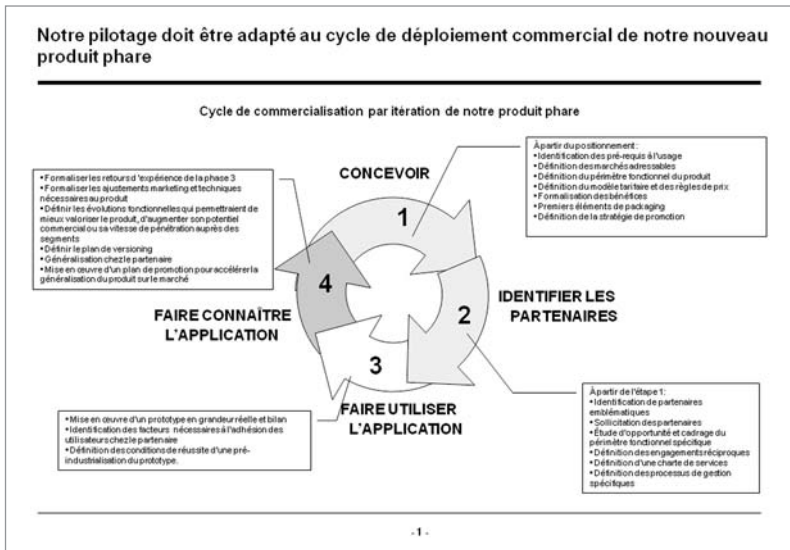 Notre pilotage doit être adapté au cycle de déploiement commercial de notre nouveau
produit phare
Cycle de commercialisation par itération de notre produit phare
CONCEVOIR
1
À partir du positionnement :
•Identification des pré-requis à l'usage
•Définition des marchés adressables
•Définition du périmètre fonctionnel du produit
•Définition du modèle tarifaire et des règles de prix
•Formalisation des bénéfices
•Premiers éléments de packaging
•Définition de la stratégie de promotion
IDENTIFIER LES
PARTENAIRES
2
À partir de l'étape 1:
•Identification de partenaires
emblématiques
•Sollicitation des partenaires
•Étude d'opportunité et cadrage du
périmètre fonctionnel spécifique
•Définition des engagements réciproques
•Définition d'une charte de services
•Définition des processus de gestion
spécifiques
3
FAIRE UTILISER
L'APPLICATION
•Mise en œuvre d'un prototype en grandeur réelle et bilan
•Identification des facteurs nécessaires à l'adhésion des
utilisateurs chez le partenaire
•Définition des conditions de réussite d'une pré-
industrialisation du prototype.
4
FAIRE CONNAÎTRE
L'APPLICATION
•Formaliser les retours d'expérience de la phase 3
•Formaliser les ajustements marketing et techniques
nécessaires au produit
•Définir les évolutions fonctionnelles qui permettraient de
mieux valoriser le produit, d'augmenter son potentiel
commercial ou sa vitesse de pénétration auprès des
segments
•Définir le plan de versioning
•Généralisation chez le partenaire
•Mise en œuvre d'un plan de promotion pour accélérer la
généralisation du produit sur le marché
- 1 -